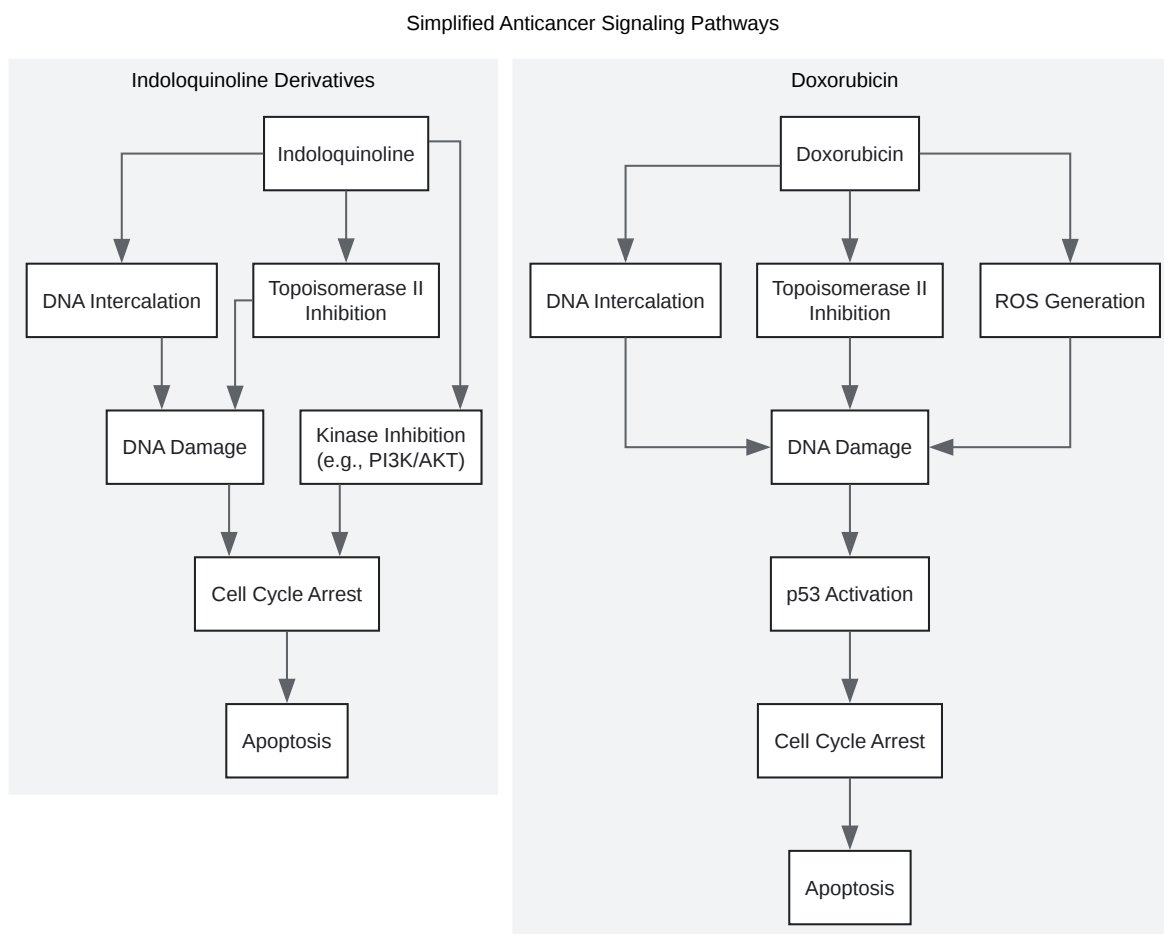 Simplified Anticancer Signaling Pathways
Indoloquinoline Derivatives
Indoloquinoline
DNA Intercalation
Topoisomerase II
Inhibition
DNA Damage
Kinase Inhibition
(e.g., PI3K/AKT)
Cell Cycle Arrest
Apoptosis
Doxorubicin
Doxorubicin
DNA Intercalation
Topoisomerase II
Inhibition
ROS Generation
DNA Damage
p53 Activation
Cell Cycle Arrest
Apoptosis